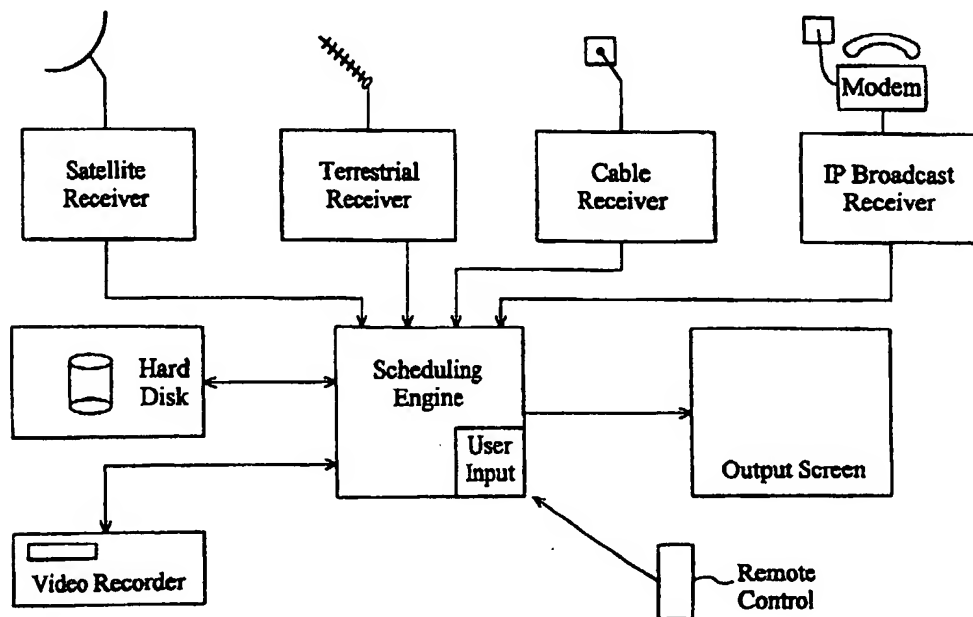 Modem
Satellite
Receiver
Terrestrial
Receiver
Cable
Receiver
IP Broadcast
Receiver
Hard
Disk
Scheduling
Engine
User
Input
Output Screen
Video Recorder
Remote
Control